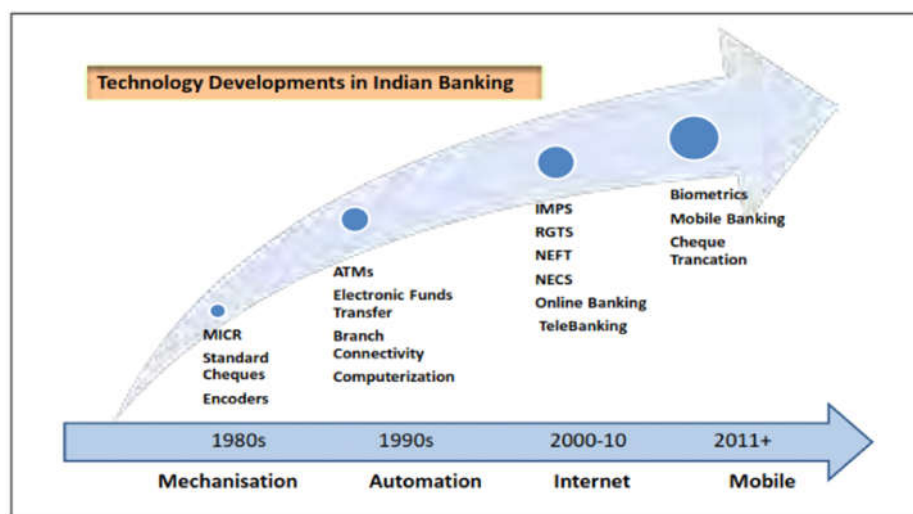 Technology Developments in Indian Banking
MICR
Standard
Cheques
Encoders
ATMs
Electronic Funds
Transfer
Branch
Connectivity
Computerization
IMPS
RGTS
NEFT
NECS
Online Banking
TeleBanking
Biometrics
Mobile Banking
Cheque
Trancation
1980s
1990s
2000-10
2011+
Mechanisation
Automation
Internet
Mobile